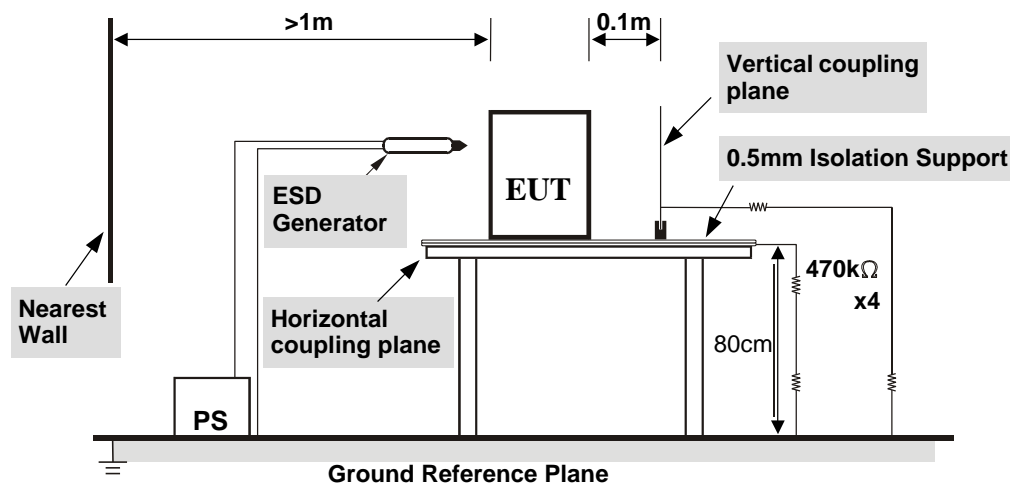 >1m
0.1m
Vertical coupling
plane
0.5mm Isolation Support
ESD
Generator
EUT
Nearest
Wall
Horizontal
coupling plane
470kΩ
x4
80cm
PS
Ground Reference Plane